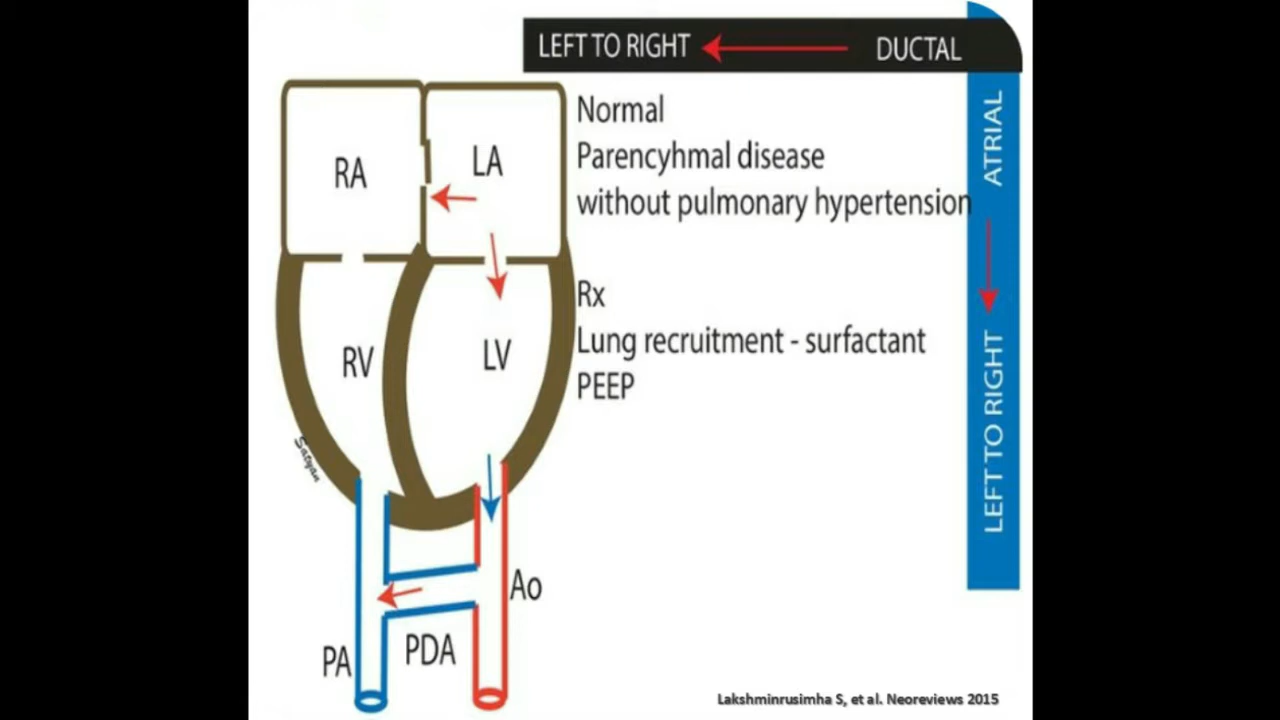 LEFT TO RIGHT DUCTAL
ATRIAL
LEFT TO RIGHT
RA
LA
Normal
Parencyhmal disease
without pulmonary hypertension
Rx
Lung recruitment - surfactant
PEEP
RV
LV
Satyan
Ao
PA
PDA
Lakshminrusimha S, et al. Neoreviews 2015